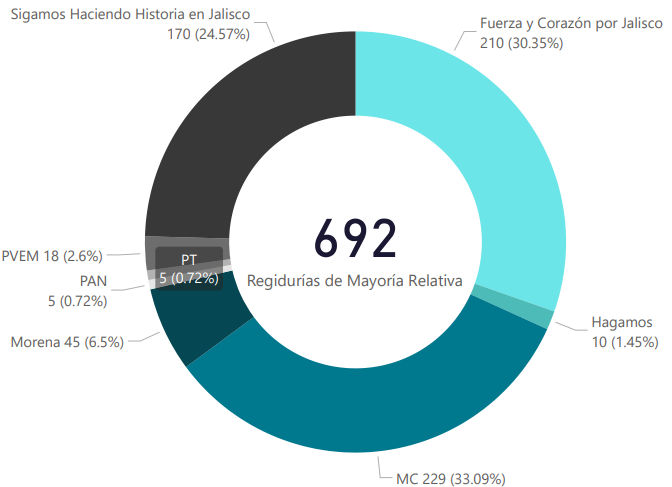 Sigamos Haciendo Historia en Jalisco
170 (24.57%)
Fuerza y Corazón por Jalisco
210 (30.35%)
692
Regidurías de Mayoría Relativa
PVEM 18 (2.6%)
PT
5 (0.72%)
PAN
5 (0.72%)
Morena 45 (6.5%)
Hagamos
10 (1.45%)
MC 229 (33.09%)